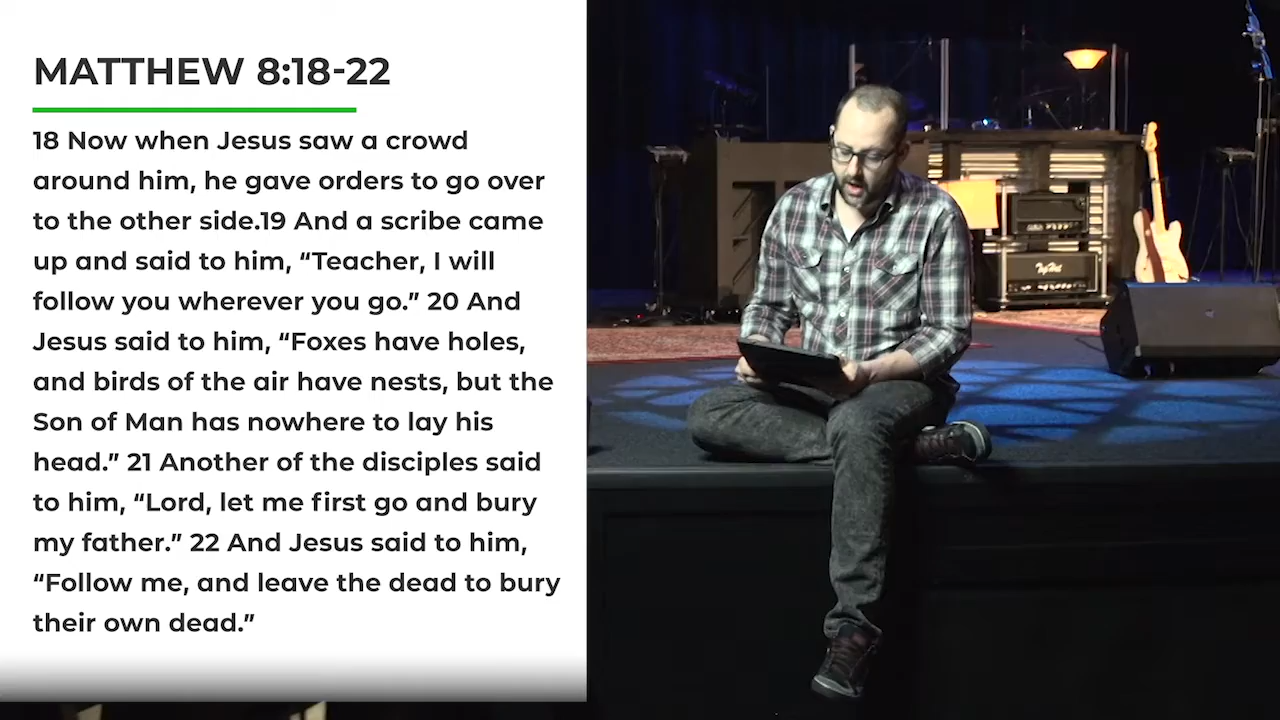 MATTHEW 8:18-22
18 Now when Jesus saw a crowd
around him, he gave orders to go over
to the other side.19 And a scribe came
up and said to him, “Teacher, I will
follow you wherever you go.” 20 And
Jesus said to him, “Foxes have holes,
and birds of the air have nests, but the
Son of Man has nowhere to lay his
head.” 21 Another of the disciples said
to him, “Lord, let me first go and bury
my father.” 22 And Jesus said to him,
“Follow me, and leave the dead to bury
their own dead.”